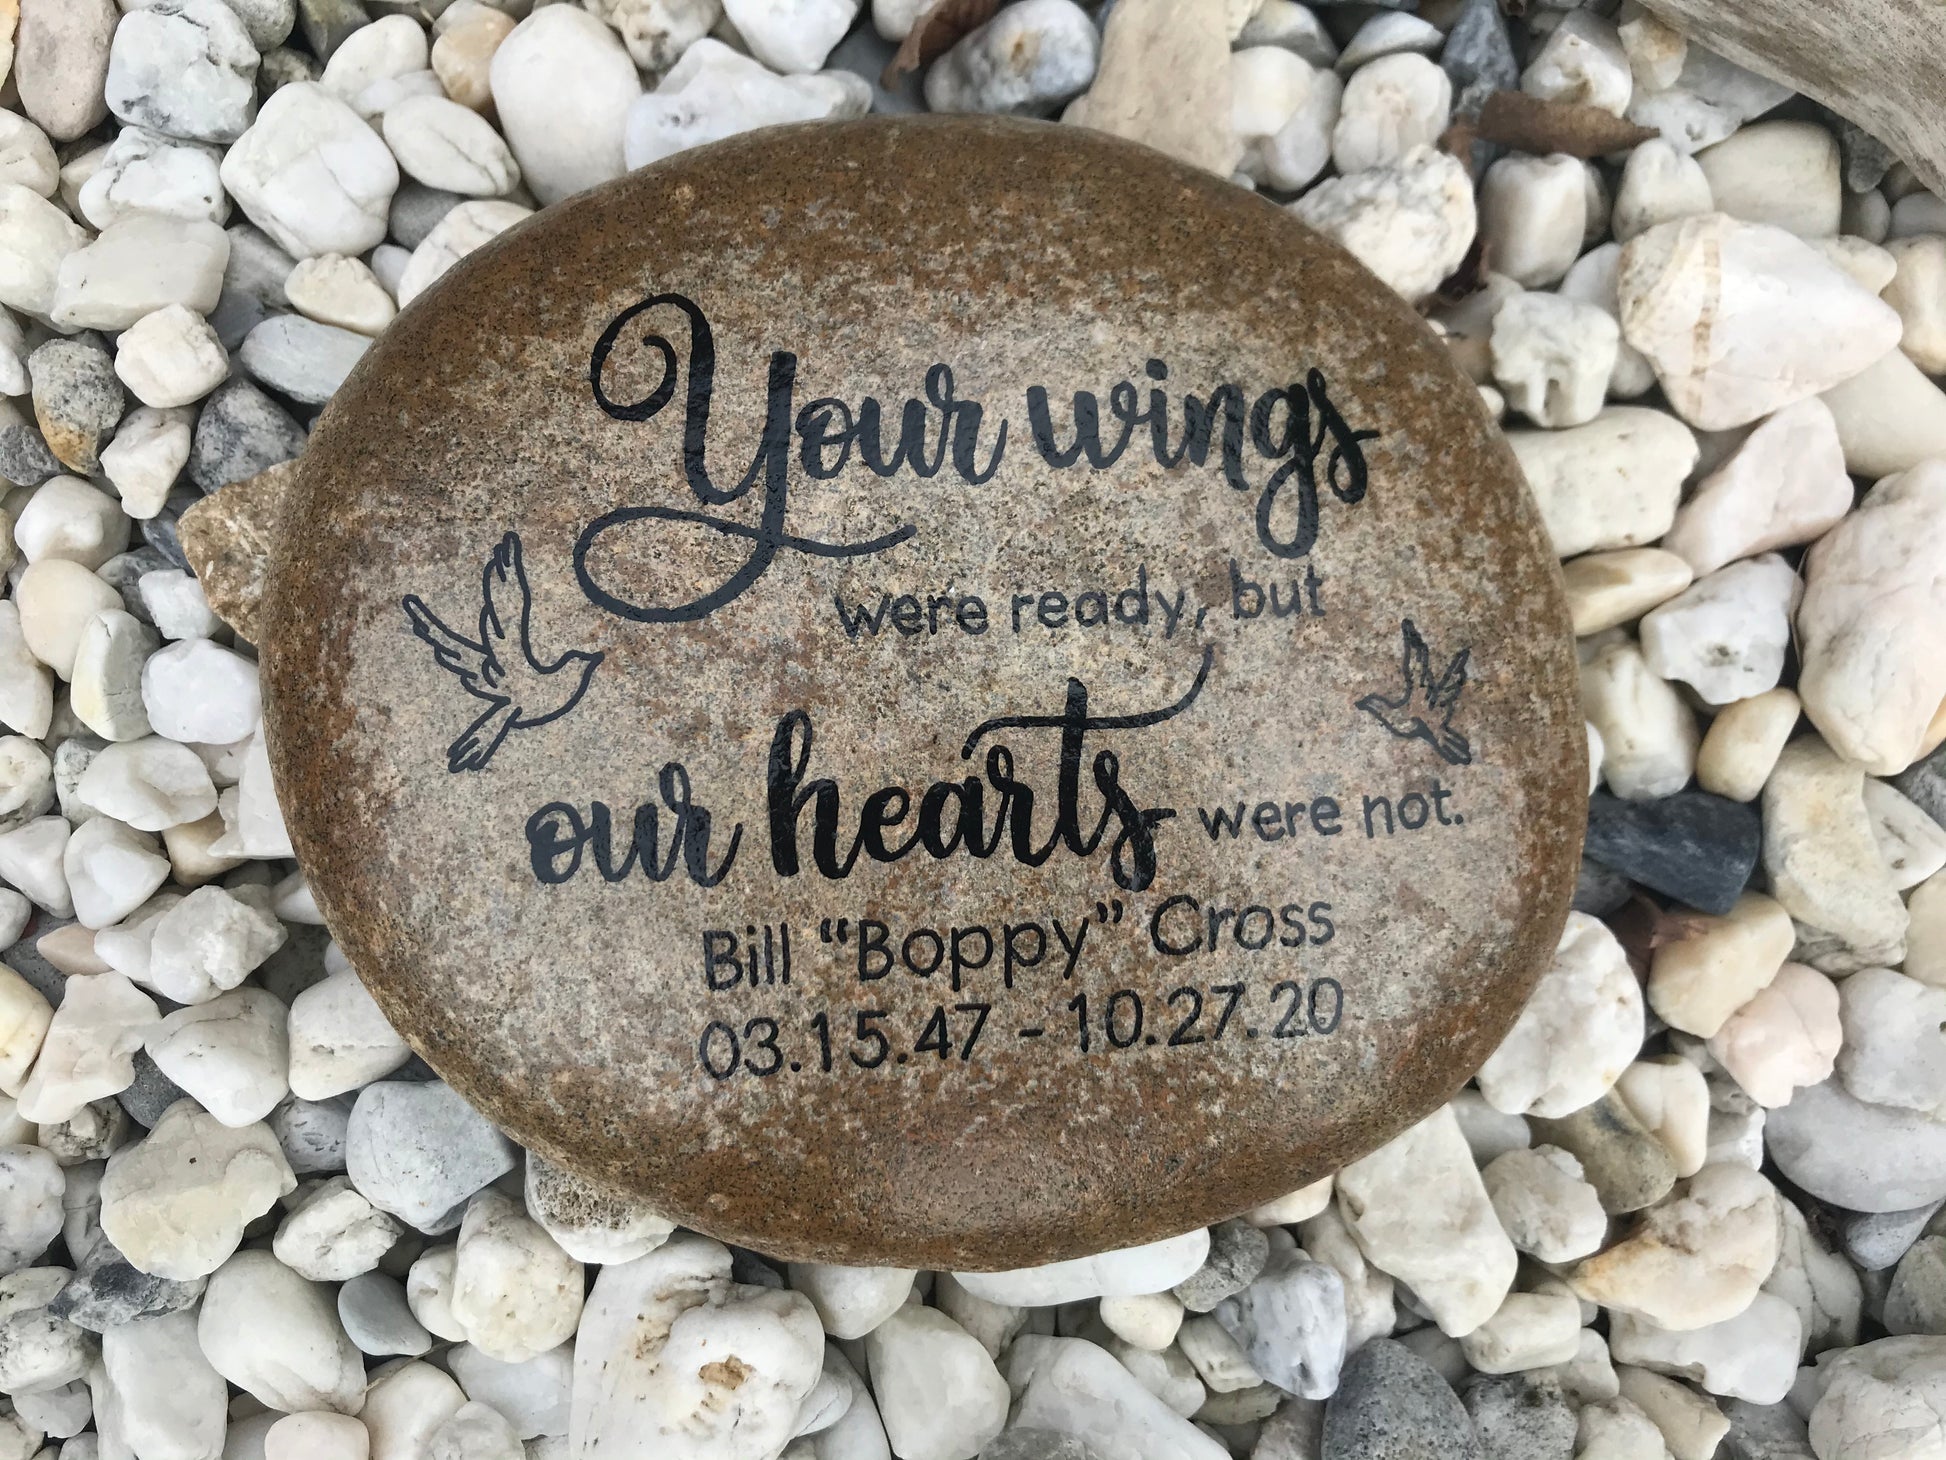 Your wings
were ready, but
our hearts were not.
Bill “Boppy” Cross
03.15.47 - 10.27.20